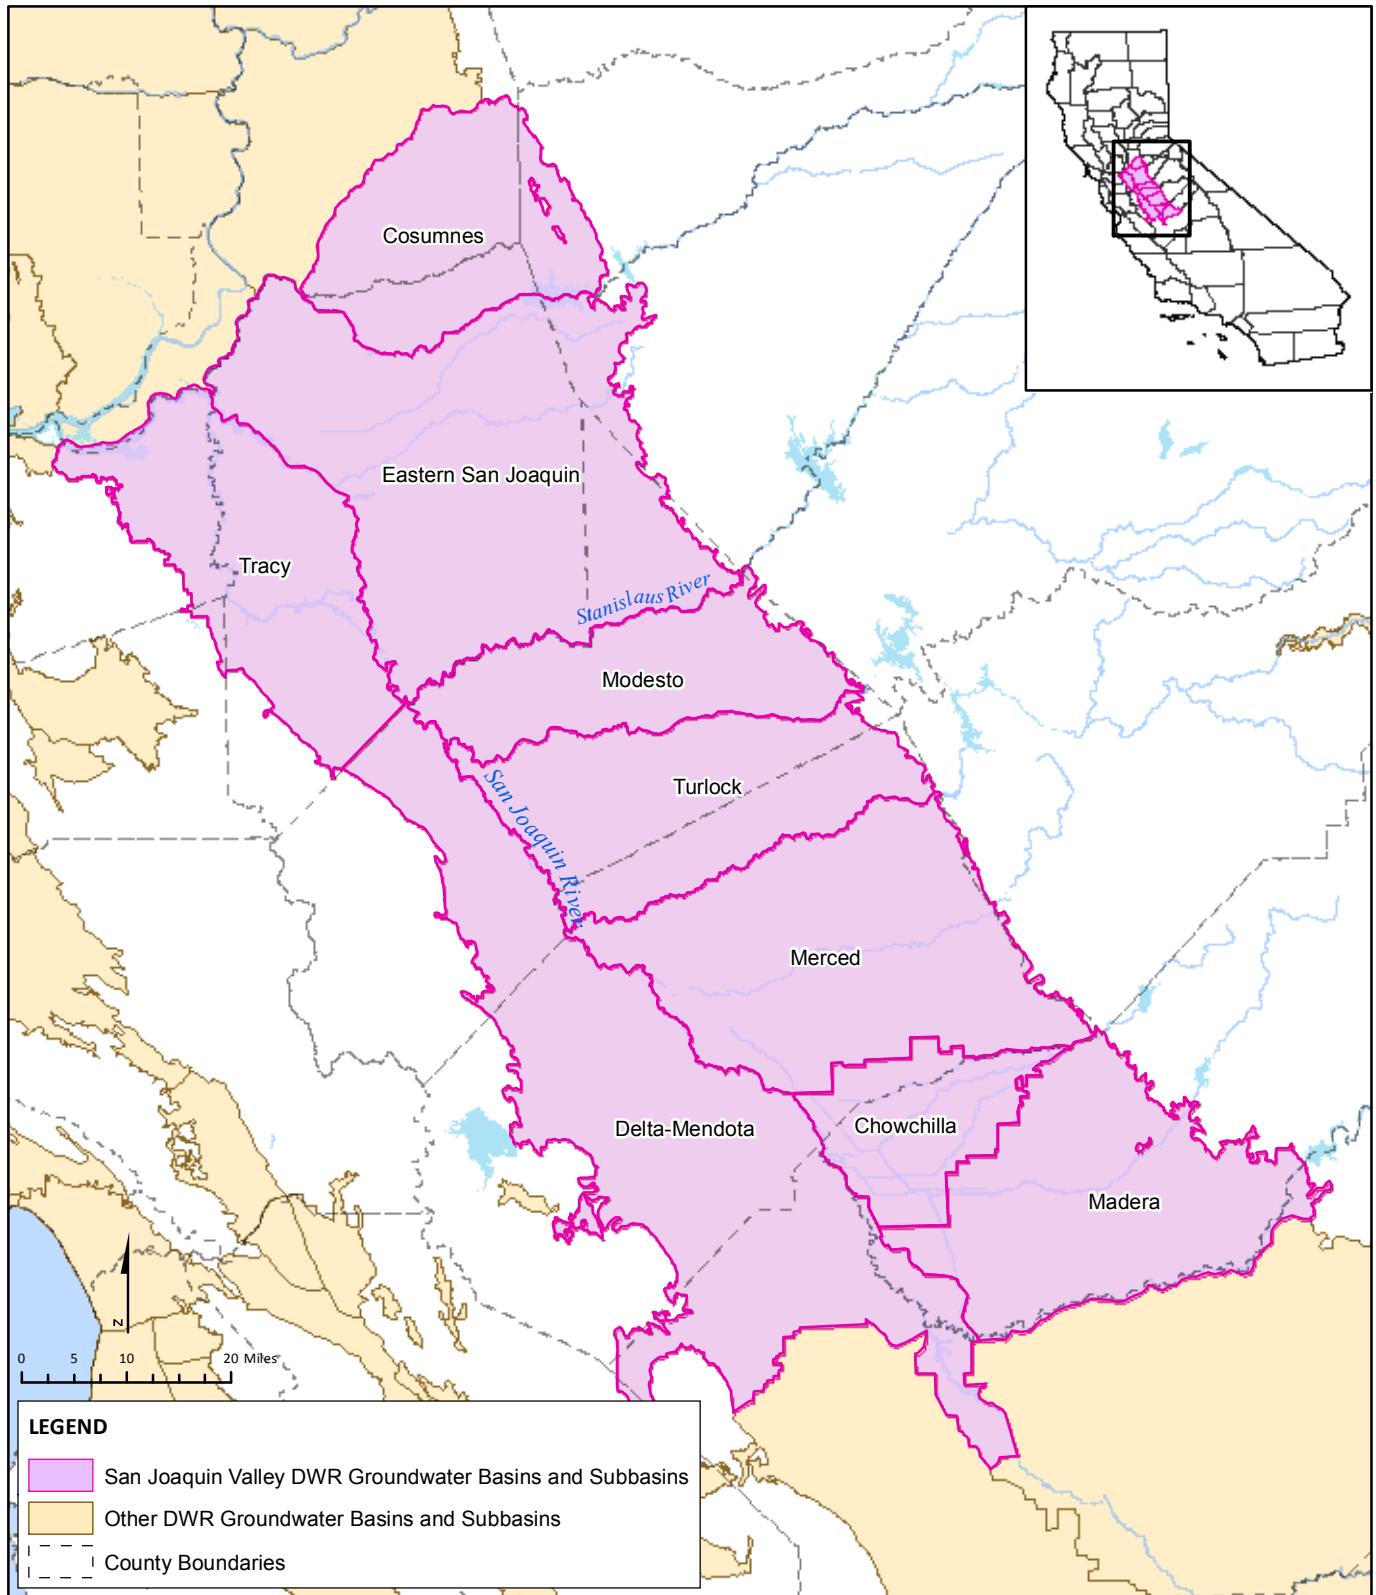 Cosumnes
Eastern San Joaquin
Tracy
Stanislaus River
Modesto
Turlock
San Joaquin River
Merced
Delta-Mendota
Chowchilla
Madera
N
0 5 10 20 Miles
LEGEND
San Joaquin Valley DWR Groundwater Basins and Subbasins
Other DWR Groundwater Basins and Subbasins
County Boundaries